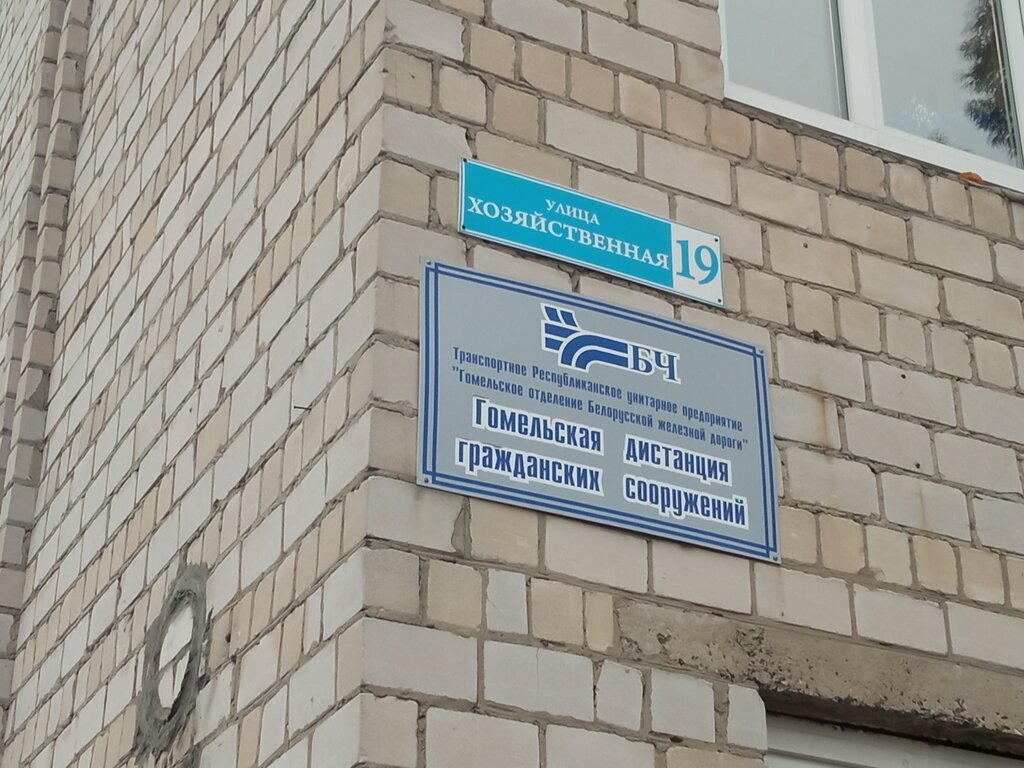 УЛИЦА
ХОЗЯЙСТВЕННАЯ 19
БЧ
Транспортное Республиканское унитарное предприятие
"Гомельское отделение Белорусской железной дороги"
Гомельская дистанция
гражданских сооружений